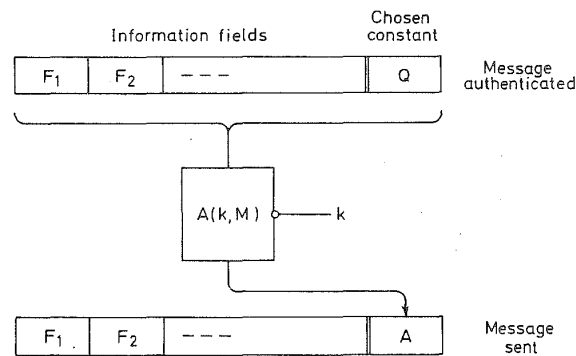 Information fields
Chosen
constant
F1 F2 --- Q
Message
authenticated
A(k,M)
k
F1 F2 --- A
Message
sent